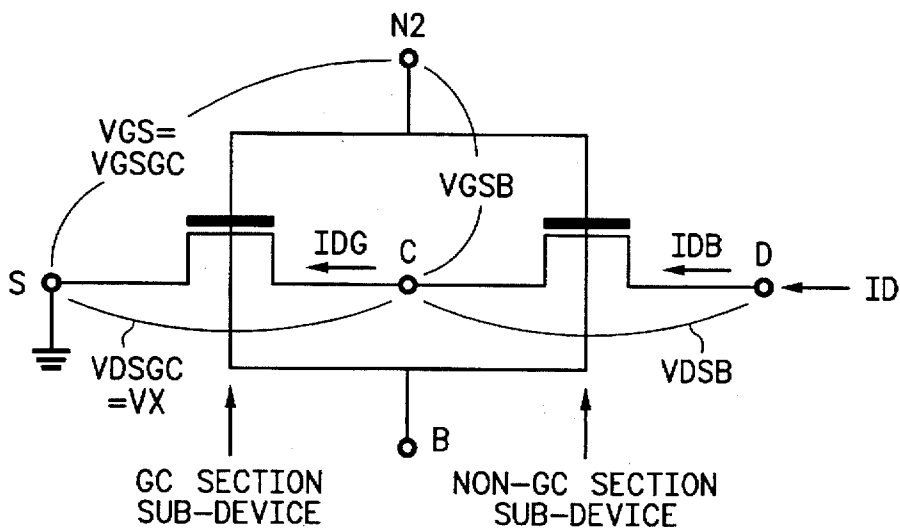 N2
VGS=
VGSGC
VGSB
IDG
C
IDB
D
S
ID
VDSGC
=VX
VDSB
B
GC SECTION
SUB-DEVICE
NON-GC SECTION
SUB-DEVICE